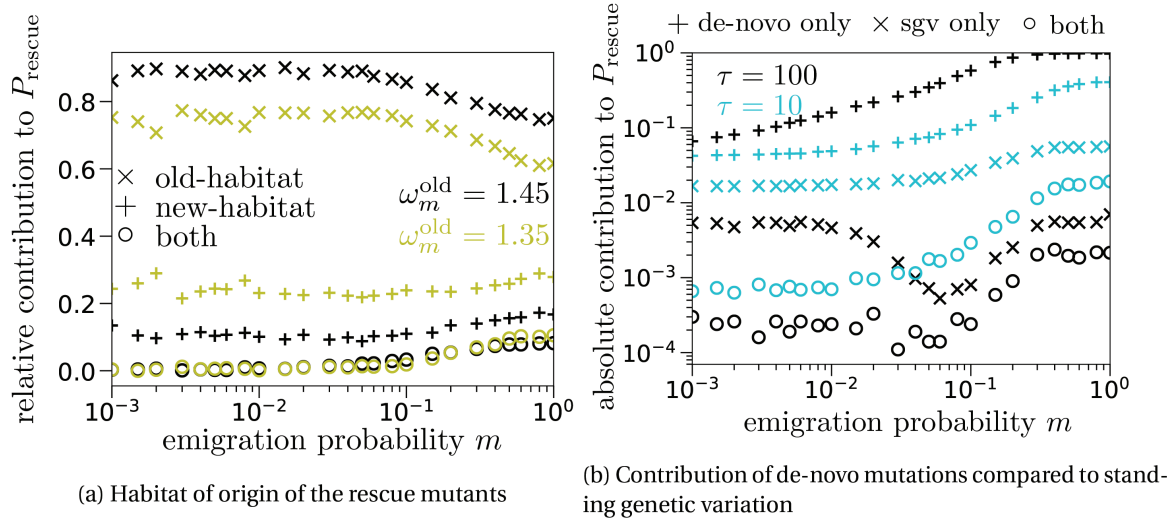 relative contribution to P_rescue
0.8
0.6
0.4
0.2
0.0
× old-habitat
+ new-habitat
○ both
ω_m^old = 1.45
ω_m^old = 1.35
10^−3 10^−2 10^−1 10^0
emigration probability m
(a) Habitat of origin of the rescue mutants
+ de-novo only × sgv only ○ both
absolute contribution to P_rescue
10^0
10^−1
10^−2
10^−3
10^−4
τ = 100
τ = 10
10^−3 10^−2 10^−1 10^0
emigration probability m
(b) Contribution of de-novo mutations compared to stand-
ing genetic variation